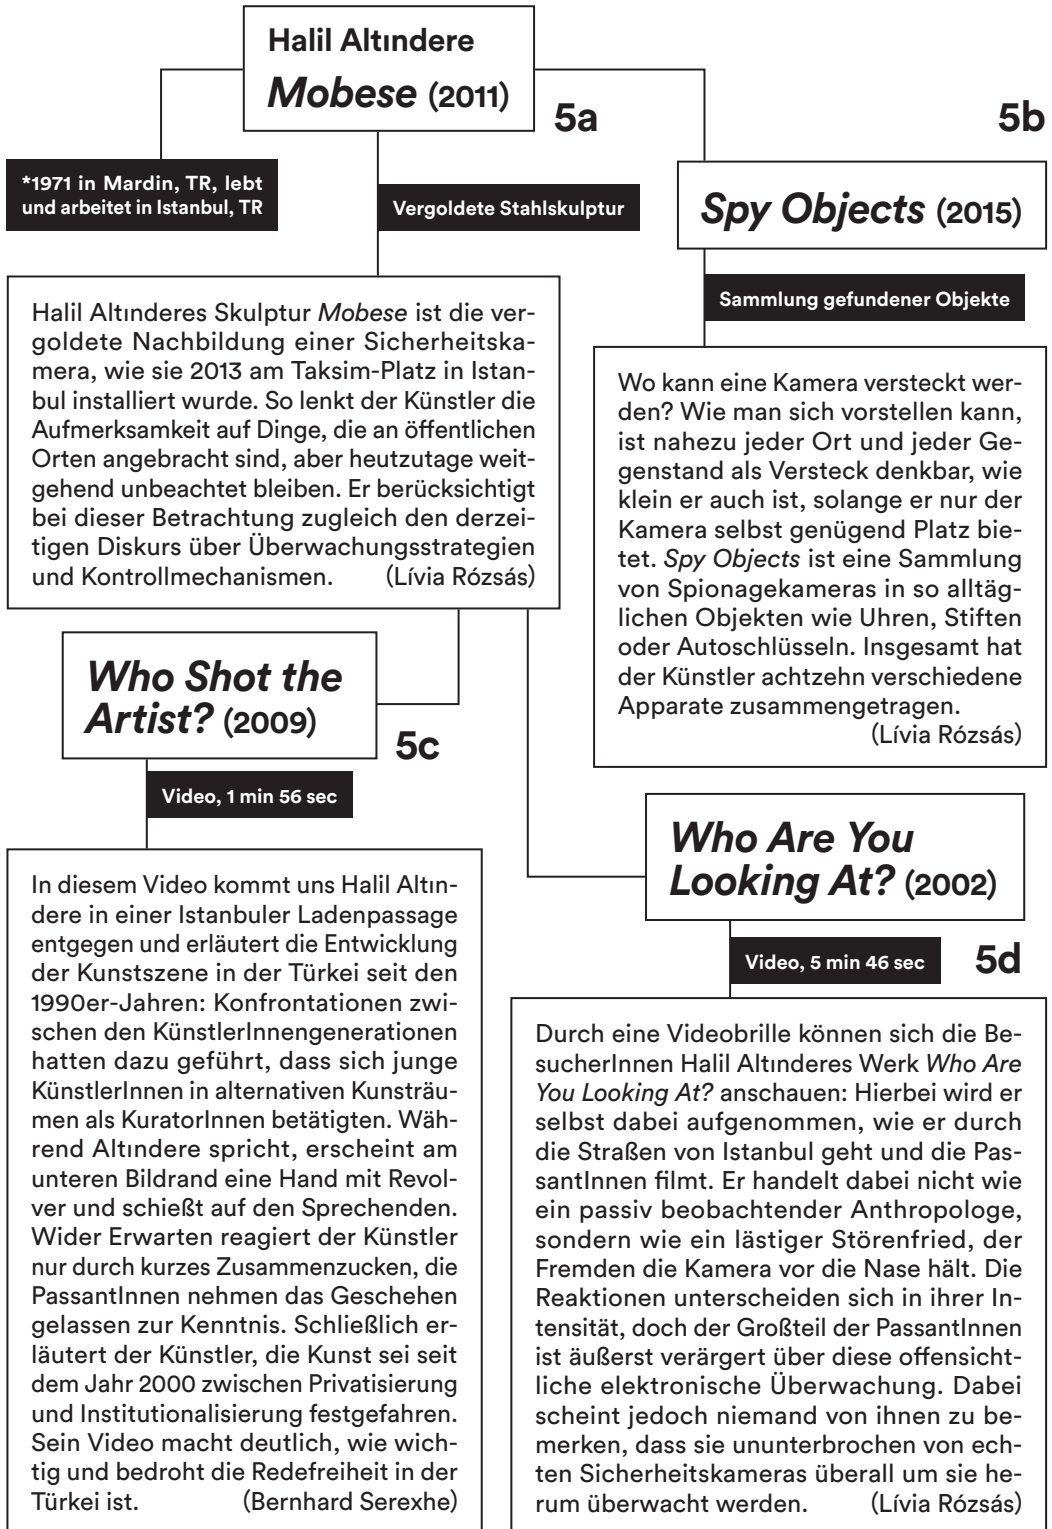 Halil Altındere
Mobese (2011)
5a
*1971 in Mardin, TR, lebt
und arbeitet in Istanbul, TR
Vergoldete Stahlskulptur
Halil Altınderes Skulptur Mobese ist die ver-
goldete Nachbildung einer Sicherheitska-
mera, wie sie 2013 am Taksim-Platz in Istan-
bul installiert wurde. So lenkt der Künstler die
Aufmerksamkeit auf Dinge, die an öffentlichen
Orten angebracht sind, aber heutzutage weit-
gehend unbeachtet bleiben. Er berücksichtigt
bei dieser Betrachtung zugleich den derzei-
tigen Diskurs über Überwachungsstrategien
und Kontrollmechanismen. (Lívia Rózsás)
5b
Spy Objects (2015)
Sammlung gefundener Objekte
Wo kann eine Kamera versteckt wer-
den? Wie man sich vorstellen kann,
ist nahezu jeder Ort und jeder Ge-
genstand als Versteck denkbar, wie
klein er auch ist, solange er nur der
Kamera selbst genügend Platz bie-
tet. Spy Objects ist eine Sammlung
von Spionagekameras in so alltäg-
lichen Objekten wie Uhren, Stiften
oder Autoschlüsseln. Insgesamt hat
der Künstler achtzehn verschiedene
Apparate zusammengetragen.
(Lívia Rózsás)
Who Shot the
Artist? (2009)
5c
Video, 1 min 56 sec
In diesem Video kommt uns Halil Altın-
dere in einer Istanbuler Ladenpassage
entgegen und erläutert die Entwicklung
der Kunstszene in der Türkei seit den
1990er-Jahren: Konfrontationen zwi-
schen den KünstlerInnengenerationen
hatten dazu geführt, dass sich junge
KünstlerInnen in alternativen Kunsträu-
men als KuratorInnen betätigten. Wäh-
rend Altındere spricht, erscheint am
unteren Bildrand eine Hand mit Revol-
ver und schießt auf den Sprechenden.
Wider Erwarten reagiert der Künstler
nur durch kurzes Zusammenzucken, die
PassantInnen nehmen das Geschehen
gelassen zur Kenntnis. Schließlich er-
läutert der Künstler, die Kunst sei seit
dem Jahr 2000 zwischen Privatisierung
und Institutionalisierung festgefahren.
Sein Video macht deutlich, wie wich-
tig und bedroht die Redefreiheit in der
Türkei ist. (Bernhard Serexhe)
Who Are You
Looking At? (2002)
Video, 5 min 46 sec
5d
Durch eine Videobrille können sich die Be-
sucherInnen Halil Altınderes Werk Who Are
You Looking At? anschauen: Hierbei wird er
selbst dabei aufgenommen, wie er durch
die Straßen von Istanbul geht und die Pas-
santInnen filmt. Er handelt dabei nicht wie
ein passiv beobachtender Anthropologe,
sondern wie ein lästiger Störenfried, der
Fremden die Kamera vor die Nase hält. Die
Reaktionen unterscheiden sich in ihrer In-
tensität, doch der Großteil der PassantInnen
ist äußerst verärgert über diese offensicht-
liche elektronische Überwachung. Dabei
scheint jedoch niemand von ihnen zu be-
merken, dass sie ununterbrochen von ech-
ten Sicherheitskameras überall um sie he-
rum überwacht werden. (Lívia Rózsás)